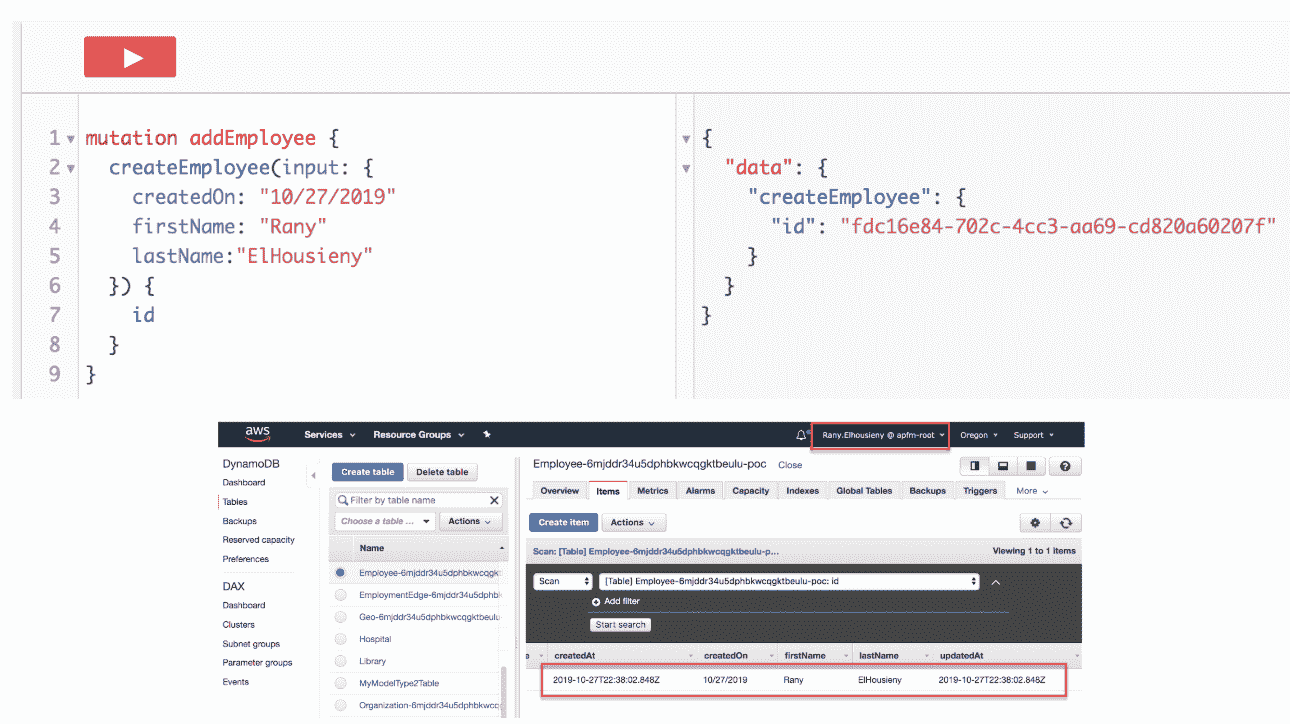 1 mutation addEmployee {
2 createEmployee(input: {
3 createdOn: "10/27/2019"
4 firstName: "Rany"
5 lastName:"ElHousieny"
6 }) {
7 id
8 }
9 }
{
"data": {
"createEmployee": {
"id": "fdc16e84-702c-4cc3-aa69-cd820a60207f"
}
}
}
aws Services Resource Groups Rany.Elhousieny @ apfm-root Oregon Support
DynamoDB
Dashboard
Tables
Backups
Reserved capacity
Preferences
DAX
Dashboard
Clusters
Subnet groups
Parameter groups
Events
Create table Delete table
Filter by table name
Choose a table ... Actions
Name
Employee-6mjddr34u5dphbkwcqgkt
EmploymentEdge-6mjddr34u5dphbk
Geo-6mjddr34u5dphbkwcqgktbeulu-
Hospital
Library
MyModelType2Table
Organization-6mjddr34u5dphbkwcq
Employee-6mjddr34u5dphbkwcqgktbeulu-poc Close
Overview Items Metrics Alarms Capacity Indexes Global Tables Backups Triggers More
Create item Actions
Scan: [Table] Employee-6mjddr34u5dphbkwcqgktbeulu-p... Viewing 1 to 1 items
Scan [Table] Employee-6mjddr34u5dphbkwcqgktbeulu-poc: id
Add filter
Start search
createdAt createdOn firstName lastName updatedAt
2019-10-27T22:38:02.848Z 10/27/2019 Rany ElHousieny 2019-10-27T22:38:02.848Z